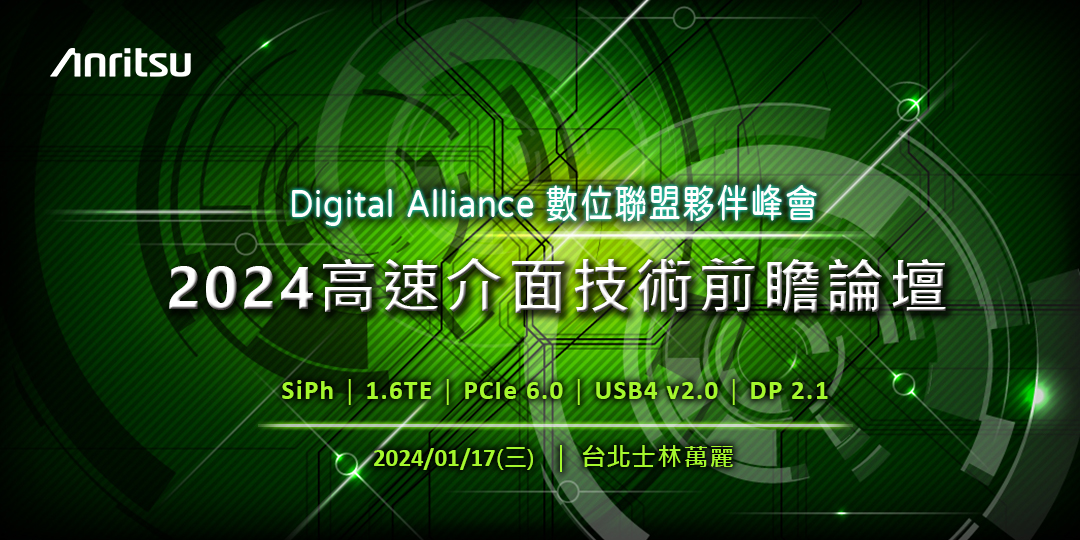 Anritsu
Digital Alliance 數位聯盟夥伴峰會
2024高速介面技術前瞻論壇
SiPh | 1.6TE | PCIe 6.0 | USB4 v2.0 | DP 2.1
2024/01/17(三) | 台北士林萬麗